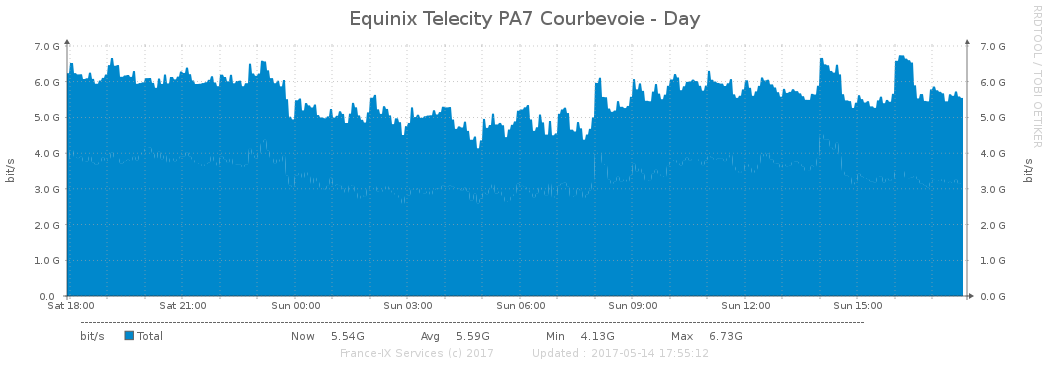 Equinix Telecity PA7 Courbevoie - Day
RRDTOOL / TOBI OETIKER
bit/s
7.0 G 7.0 G
6.0 G 6.0 G
5.0 G 5.0 G
4.0 G 4.0 G
3.0 G 3.0 G
2.0 G 2.0 G
1.0 G 1.0 G
0.0 0.0 G
bit/s
Sat 18:00 Sat 21:00 Sun 00:00 Sun 03:00 Sun 06:00 Sun 09:00 Sun 12:00 Sun 15:00
bit/s Total Now 5.54G Avg 5.59G Min 4.13G Max 6.73G
France-IX Services (c) 2017 Updated : 2017-05-14 17:55:12